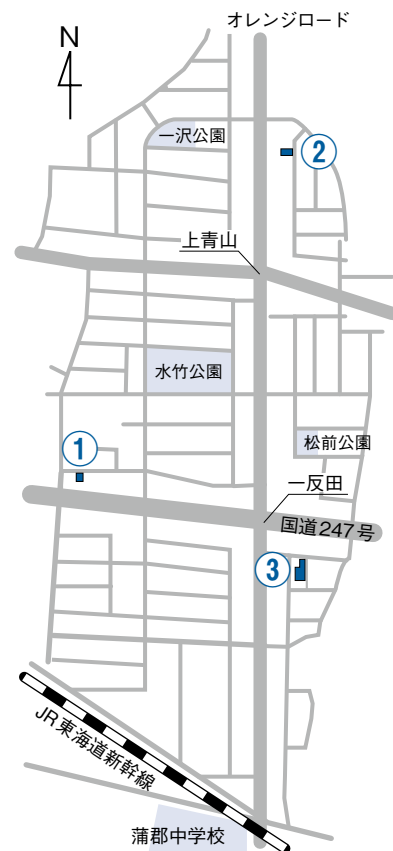 オレンジロード
N
一沢公園
②
上青山
水竹公園
松前公園
①
一反田
国道247号
③
JR東海道新幹線
蒲郡中学校